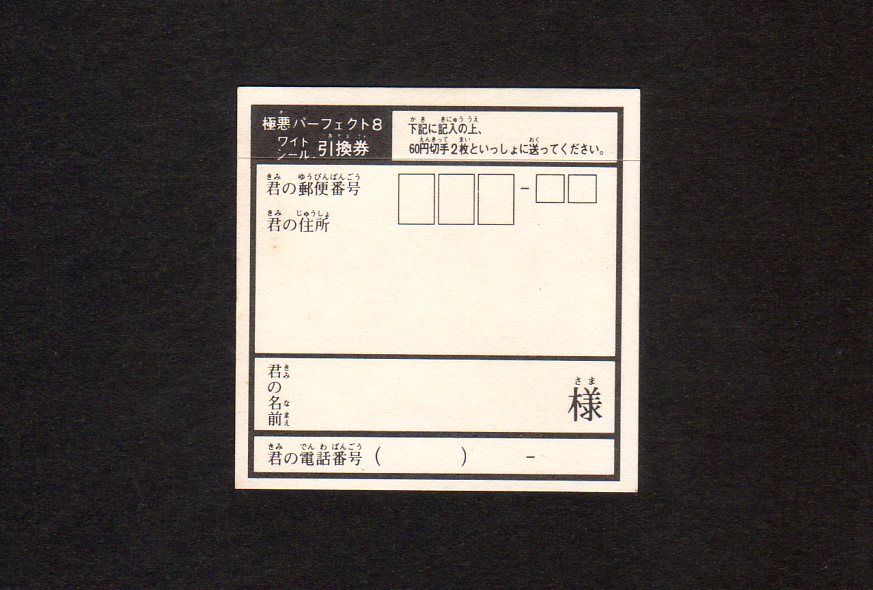 極悪パーフェクト8
ワイド
シール
引換券
下記に記入の上、
60円切手2枚といっしょに送ってください。
君の郵便番号 -
君の住所
君の名前
様
君の電話番号 ( ) -